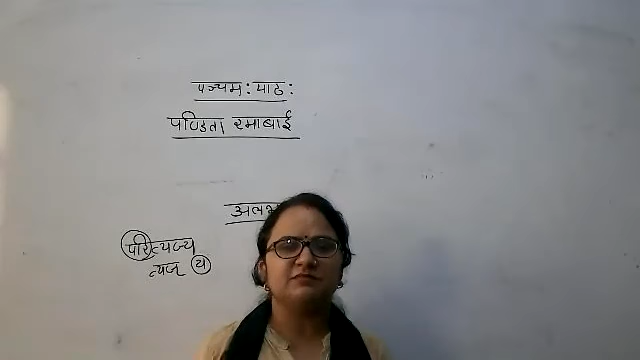 पञ्चम: पाठ:
पण्डिता रमाबाई
परित्यज्य
त्यज् य